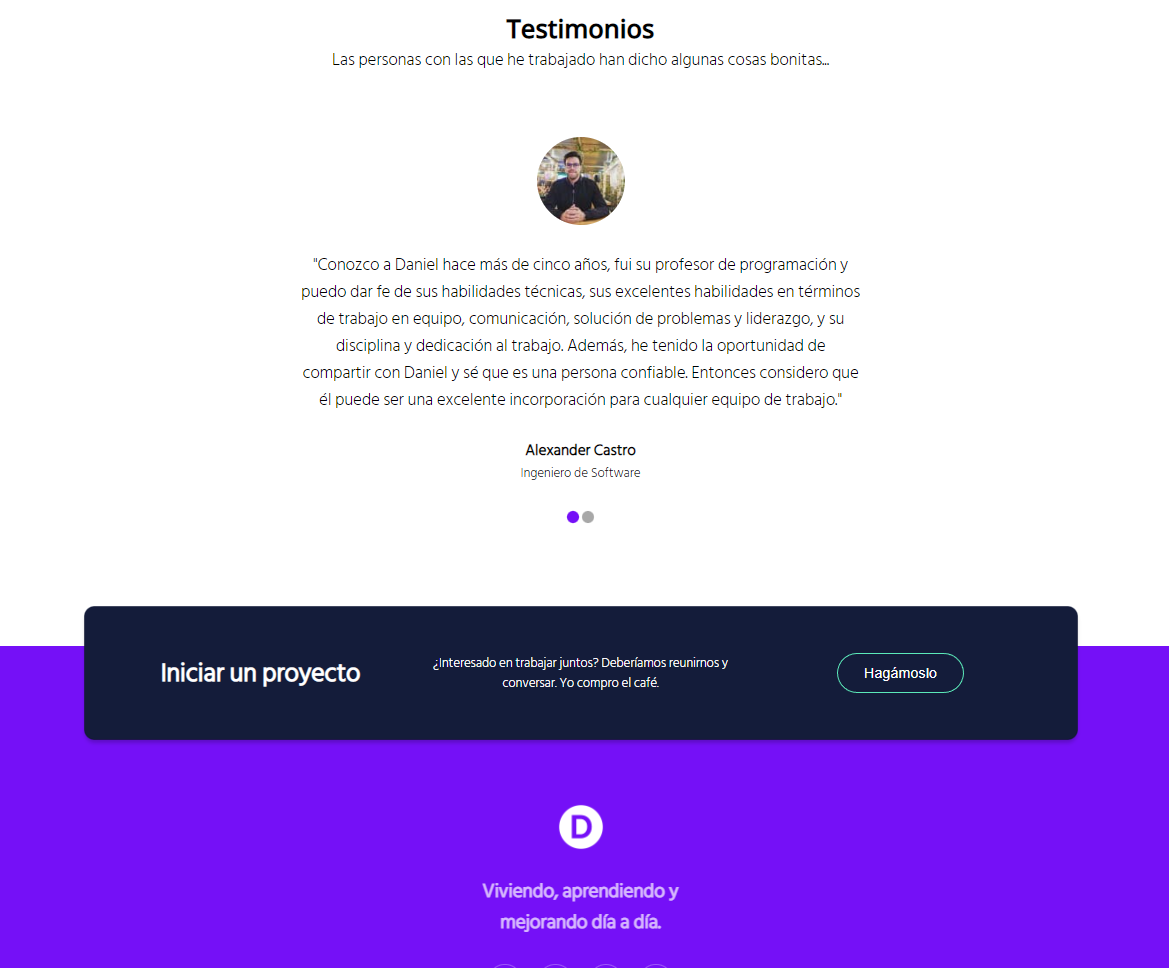 Testimonios
Las personas con las que he trabajado han dicho algunas cosas bonitas...
"Conozco a Daniel hace más de cinco años, fui su profesor de programación y
puedo dar fe de sus habilidades técnicas, sus excelentes habilidades en términos
de trabajo en equipo, comunicación, solución de problemas y liderazgo, y su
disciplina y dedicación al trabajo. Además, he tenido la oportunidad de
compartir con Daniel y sé que es una persona confiable. Entonces considero que
él puede ser una excelente incorporación para cualquier equipo de trabajo."
Alexander Castro
Ingeniero de Software
Iniciar un proyecto
¿Interesado en trabajar juntos? Deberíamos reunirnos y
conversar. Yo compro el café.
Hagámoslo
D
Viviendo, aprendiendo y
mejorando día a día.